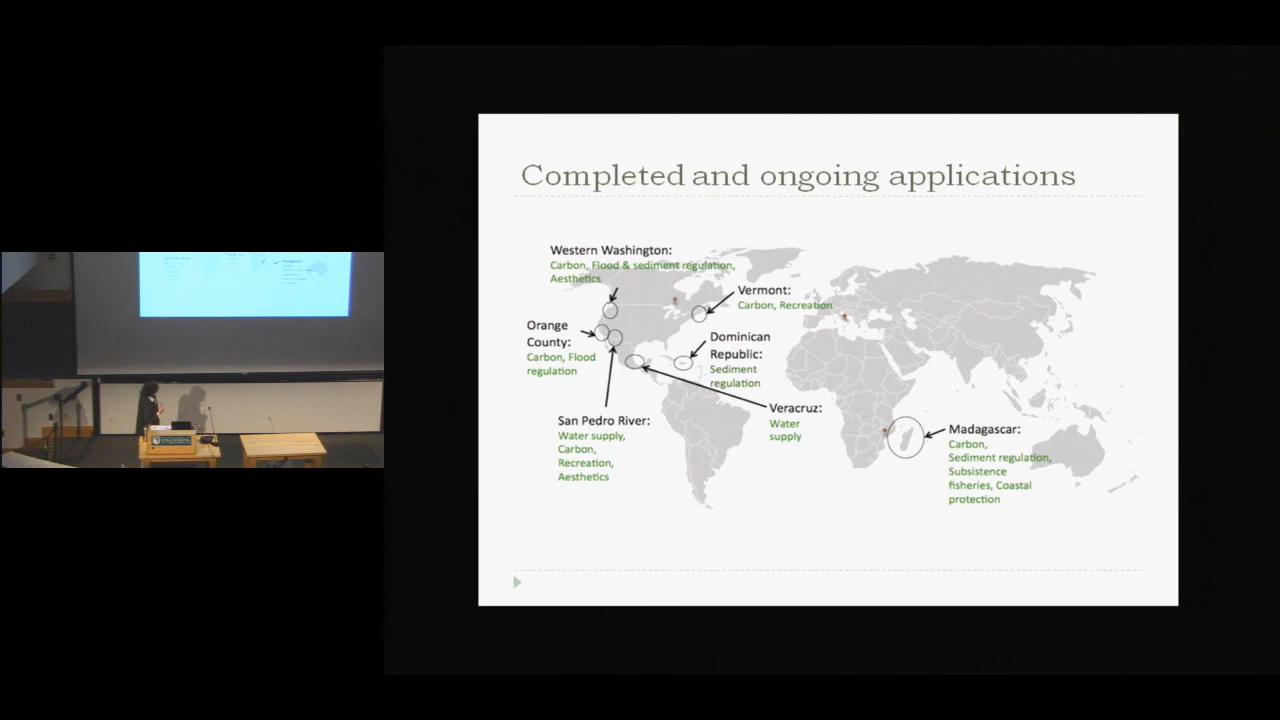 Completed and ongoing applications
Western Washington:
Carbon, Flood & sediment regulation,
Aesthetics
Vermont:
Carbon, Recreation
Orange
County:
Carbon, Flood
regulation
Dominican
Republic:
Sediment
regulation
San Pedro River:
Water supply,
Carbon,
Recreation,
Aesthetics
Veracruz:
Water
supply
Madagascar:
Carbon,
Sediment regulation,
Subsistence
fisheries, Coastal
protection
ENGINEERING